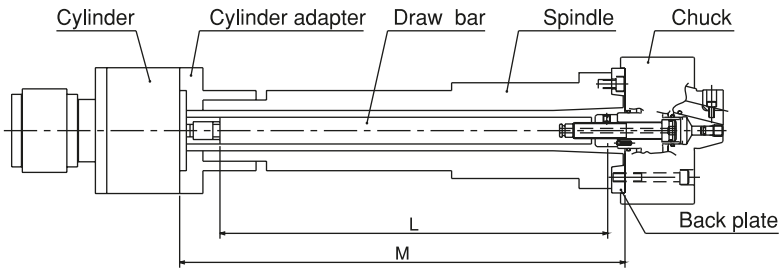 Cylinder
Cylinder adapter
Draw bar
Spindle
Chuck
Back plate
L
M